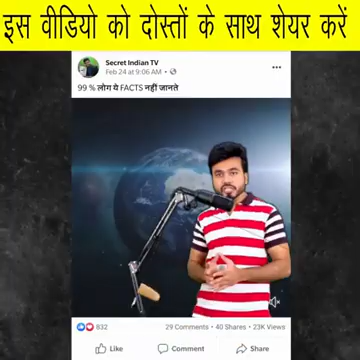 इस वीडियो को दोस्तों के साथ शेयर करें
Secret Indian TV
Feb 24 at 9:06 AM •
99 % लोग ये FACTS नहीं जानते
832
29 Comments • 40 Shares • 23K Views
Like
Comment
Share